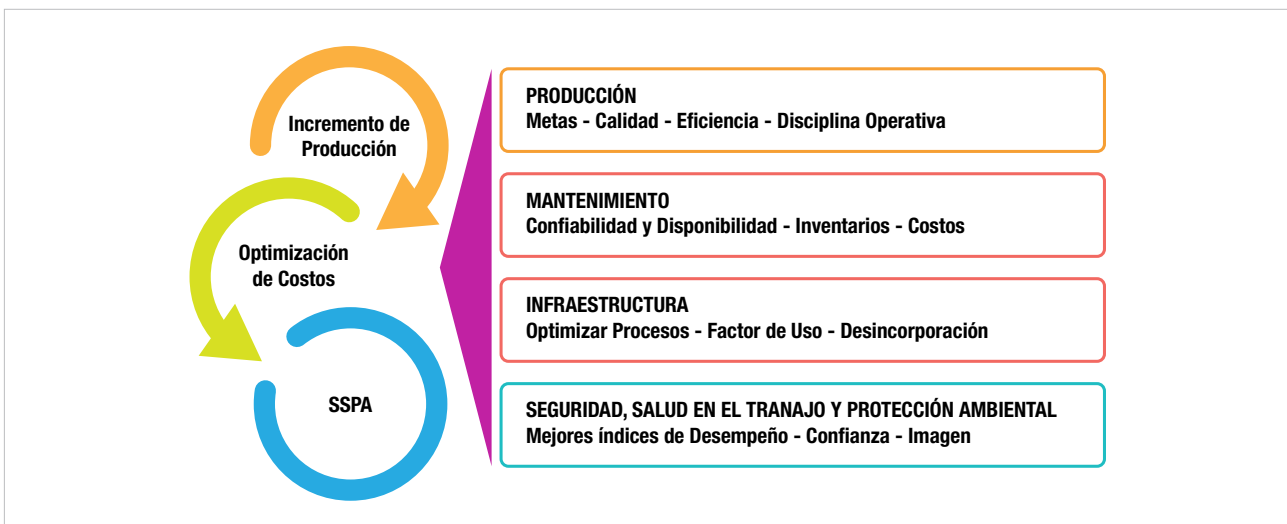 Incremento de
Producción
Optimización
de Costos
SSPA
PRODUCCIÓN
Metas - Calidad - Eficiencia - Disciplina Operativa
MANTENIMIENTO
Confiabilidad y Disponibilidad - Inventarios - Costos
INFRAESTRUCTURA
Optimizar Procesos - Factor de Uso - Desincorporación
SEGURIDAD, SALUD EN EL TRANAJO Y PROTECCIÓN AMBIENTAL
Mejores índices de Desempeño - Confianza - Imagen